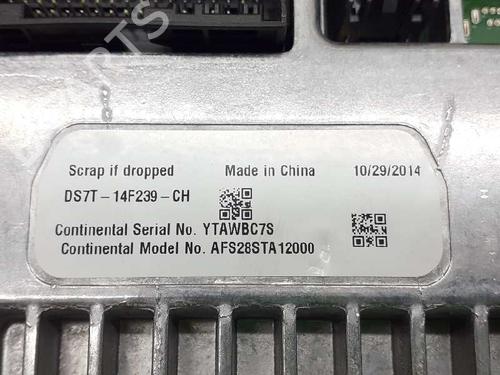 Scrap if dropped Made in China 10/29/2014
DS7T-14F239-CH
Continental Serial No. YTAWBC7S
Continental Model No. AFS28STA12000